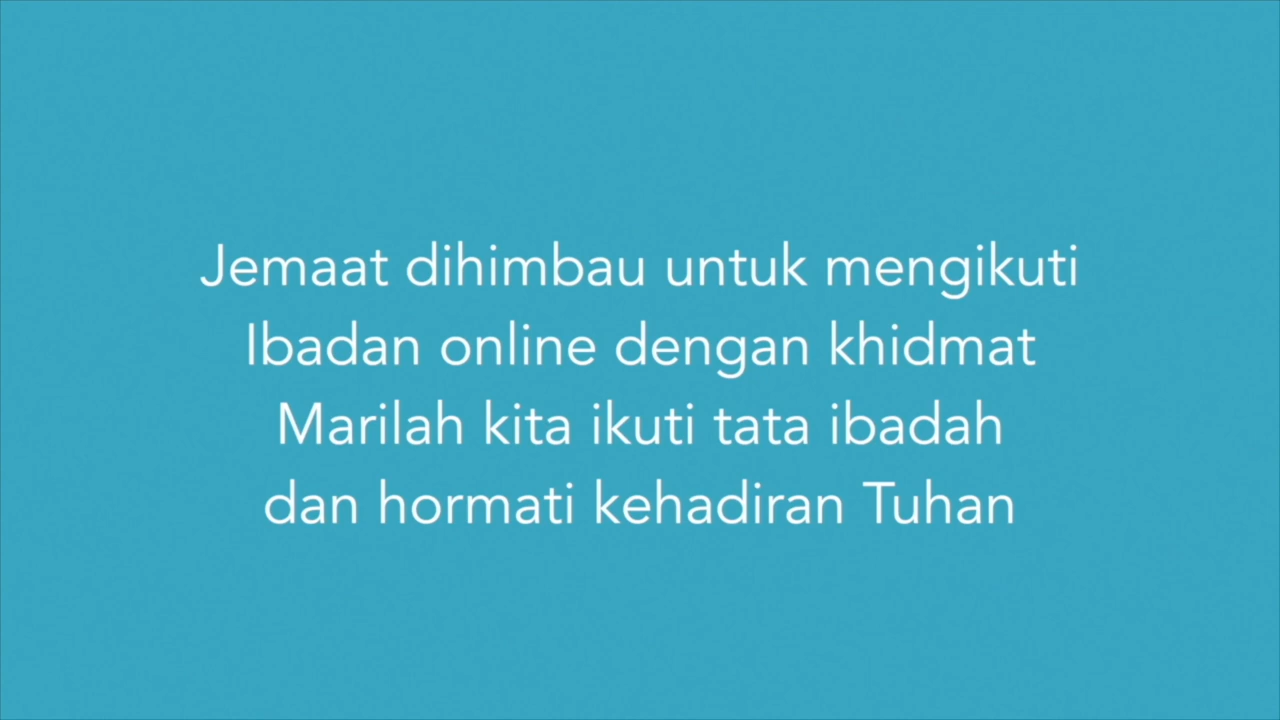 Jemaat dihimbau untuk mengikuti
Ibadan online dengan khidmat
Marilah kita ikuti tata ibadah
dan hormati kehadiran Tuhan